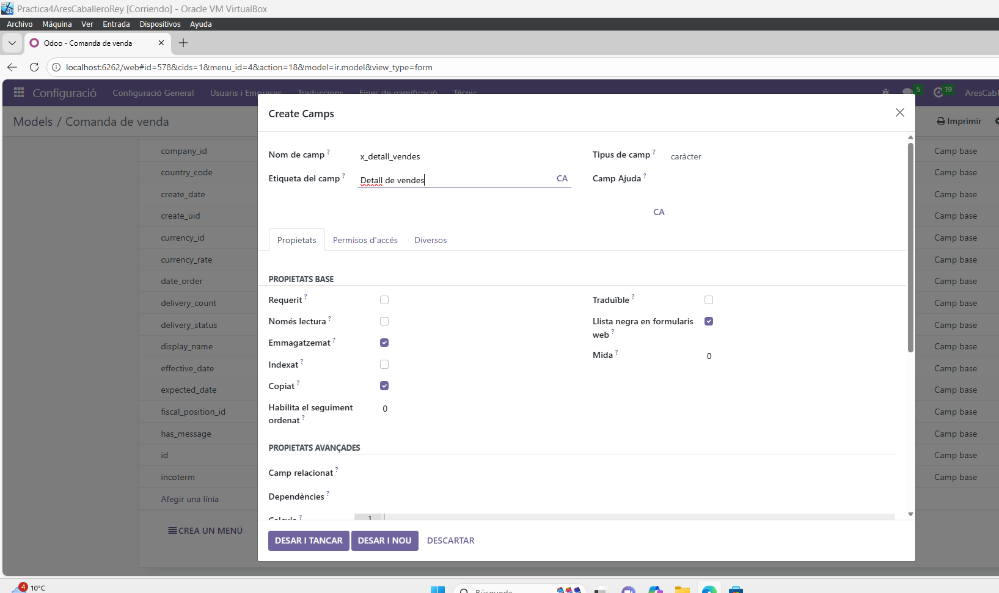 Practica4AresCaballeroRey [Corriendo] - Oracle VM VirtualBox
Archivo Máquina Ver Entrada Dispositivos Ayuda
Odoo - Comanda de venda
localhost:6262/web#id=578&cids=1&menu_id=4&action=18&model=ir.model&view_type=form
Configuració Configuració General Usuaris i Empreses Traduccions Fines de gamificació Tècnic 5 19 AresCabl
Models / Comanda de venda
Imprimir
Create Camps
Nom de camp ? x_detall_vendes
Tipus de camp ? caràcter
Etiqueta del camp ? Detall de vendes CA
Camp Ajuda ?
CA
Propietats Permisos d'accés Diversos
PROPIETATS BASE
Requerit ?
Només lectura ?
Emmagatzemat ?
Indexat ?
Copiat ?
Habilita el seguiment ordenat ? 0
Traduïble ?
Llista negra en formularis web ?
Mida ? 0
PROPIETATS AVANÇADES
Camp relacionat ?
Dependències ?
Calcula ? 1
DESAR I TANCAR DESAR I NOU DESCARTAR
company_id Camp base
country_code Camp base
create_date Camp base
create_uid Camp base
currency_id Camp base
currency_rate Camp base
date_order Camp base
delivery_count Camp base
delivery_status Camp base
display_name Camp base
effective_date Camp base
expected_date Camp base
fiscal_position_id Camp base
has_message Camp base
id Camp base
incoterm Camp base
Afegir una línia
CREA UN MENÚ
4 10°C
Búsqueda